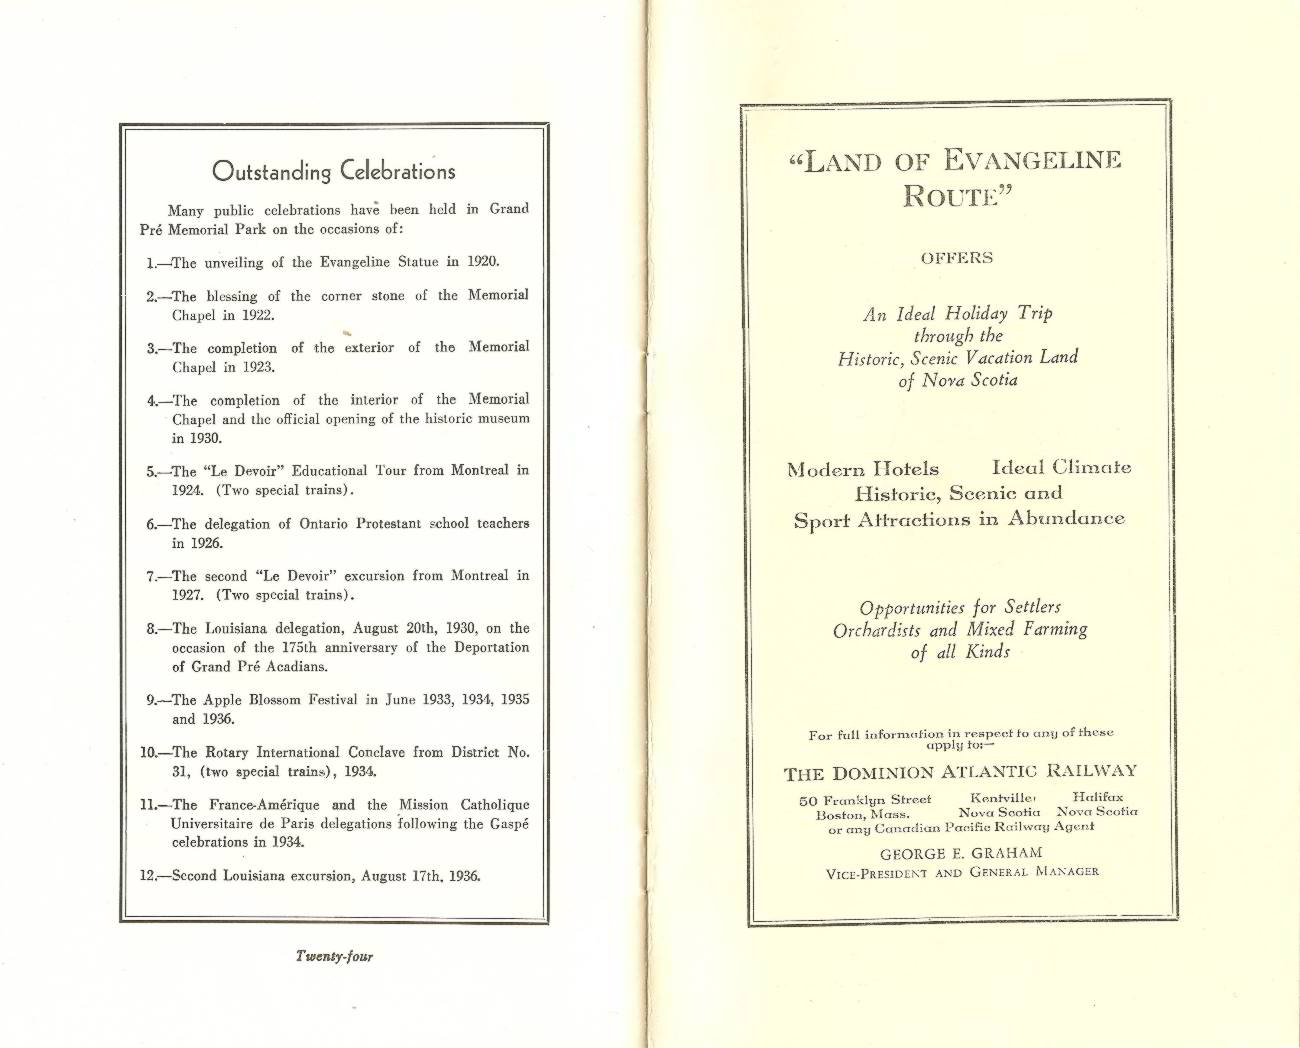 Outstanding Celebrations
Many public celebrations have been held in Grand
Pré Memorial Park on the occasions of:
1.—The unveiling of the Evangeline Statue in 1920.
2.—The blessing of the corner stone of the Memorial
Chapel in 1922.
3.—The completion of the exterior of the Memorial
Chapel in 1923.
4.—The completion of the interior of the Memorial
Chapel and the official opening of the historic museum
in 1930.
5.—The “Le Devoir” Educational Tour from Montreal in
1924. (Two special trains).
6.—The delegation of Ontario Protestant school teachers
in 1926.
7.—The second “Le Devoir” excursion from Montreal in
1927. (Two special trains).
8.—The Louisiana delegation, August 20th, 1930, on the
occasion of the 175th anniversary of the Deportation
of Grand Pré Acadians.
9.—The Apple Blossom Festival in June 1933, 1934, 1935
and 1936.
10.—The Rotary International Conclave from District No.
31, (two special trains), 1934.
11.—The France-Amérique and the Mission Catholique
Universitaire de Paris delegations following the Gaspé
celebrations in 1934.
12.—Second Louisiana excursion, August 17th, 1936.
Twenty-four
“LAND OF EVANGELINE
ROUTE”
OFFERS
An Ideal Holiday Trip
through the
Historic, Scenic Vacation Land
of Nova Scotia
Modern Hotels Ideal Climate
Historic, Scenic and
Sport Attractions in Abundance
Opportunities for Settlers
Orchardists and Mixed Farming
of all Kinds
For full information in respect to any of these
apply to:—
THE DOMINION ATLANTIC RAILWAY
50 Franklyn Street Kentville, Halifax
Boston, Mass. Nova Scotia Nova Scotia
or any Canadian Pacific Railway Agent
GEORGE E. GRAHAM
VICE-PRESIDENT AND GENERAL MANAGER